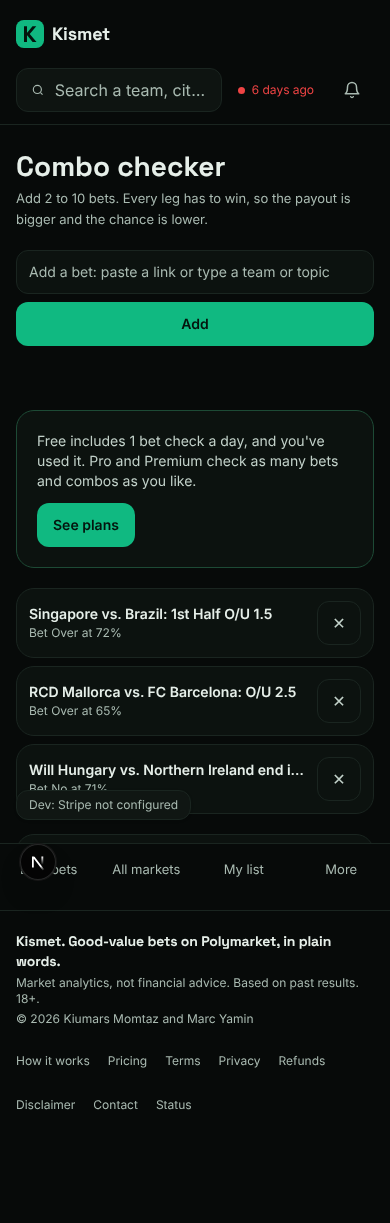 K Kismet
Search a team, cit...
6 days ago
Combo checker
Add 2 to 10 bets. Every leg has to win, so the payout is
bigger and the chance is lower.
Add a bet: paste a link or type a team or topic
Add
Free includes 1 bet check a day, and you've
used it. Pro and Premium check as many bets
and combos as you like.
See plans
Singapore vs. Brazil: 1st Half O/U 1.5
Bet Over at 72%
✕
RCD Mallorca vs. FC Barcelona: O/U 2.5
Bet Over at 65%
✕
Will Hungary vs. Northern Ireland end i...
Bet No at 71%
✕
Dev: Stripe not configured
N
bets
All markets
My list
More
Kismet. Good-value bets on Polymarket, in plain
words.
Market analytics, not financial advice. Based on past results.
18+.
© 2026 Kiumars Momtaz and Marc Yamin
How it works Pricing Terms Privacy Refunds
Disclaimer Contact Status